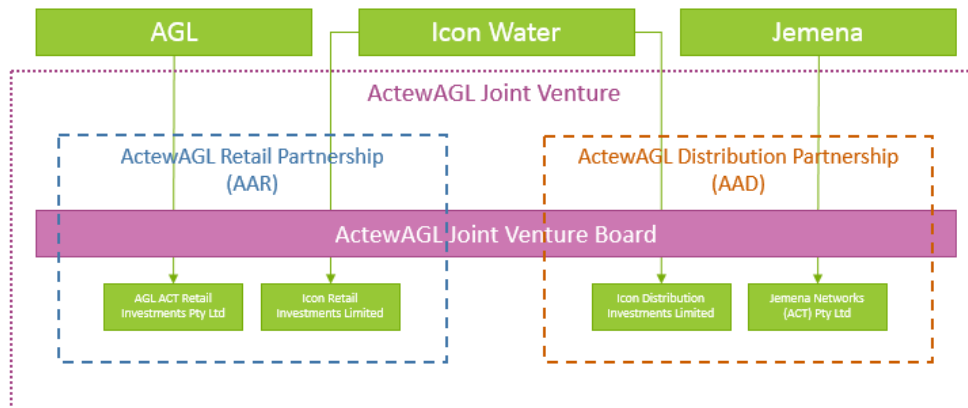 AGL
Icon Water
Jemena
ActewAGL Joint Venture
ActewAGL Retail Partnership
(AAR)
ActewAGL Distribution Partnership
(AAD)
ActewAGL Joint Venture Board
AGL ACT Retail
Investments Pty Ltd
Icon Retail
Investments Limited
Icon Distribution
Investments Limited
Jemena Networks
(ACT) Pty Ltd